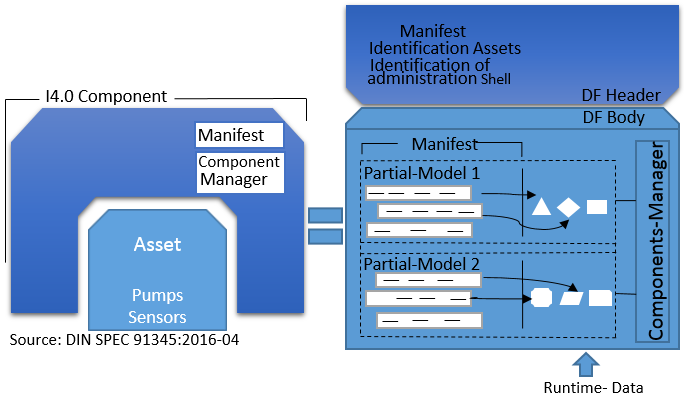 I4.0 Component
Manifest
Component
Manager
Asset
Pumps
Sensors
Source: DIN SPEC 91345:2016-04
Manifest
Identification Assets
Identification of
administration Shell
DF Header
DF Body
Manifest
Partial-Model 1
Partial-Model 2
Components-Manager
Runtime- Data